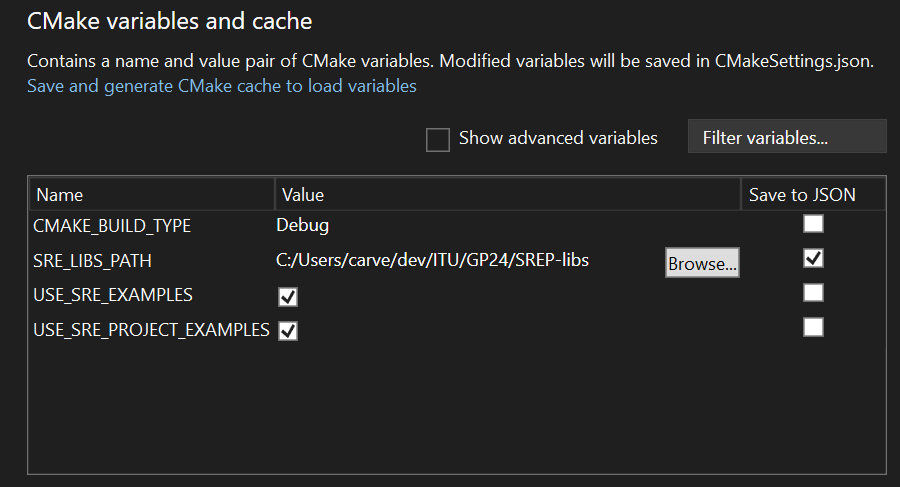 CMake variables and cache
Contains a name and value pair of CMake variables. Modified variables will be saved in CMakeSettings.json.
Save and generate CMake cache to load variables
Show advanced variables
Filter variables...
Name Value Save to JSON
CMAKE_BUILD_TYPE Debug
SRE_LIBS_PATH C:/Users/carve/dev/ITU/GP24/SREP-libs Browse...
USE_SRE_EXAMPLES
USE_SRE_PROJECT_EXAMPLES